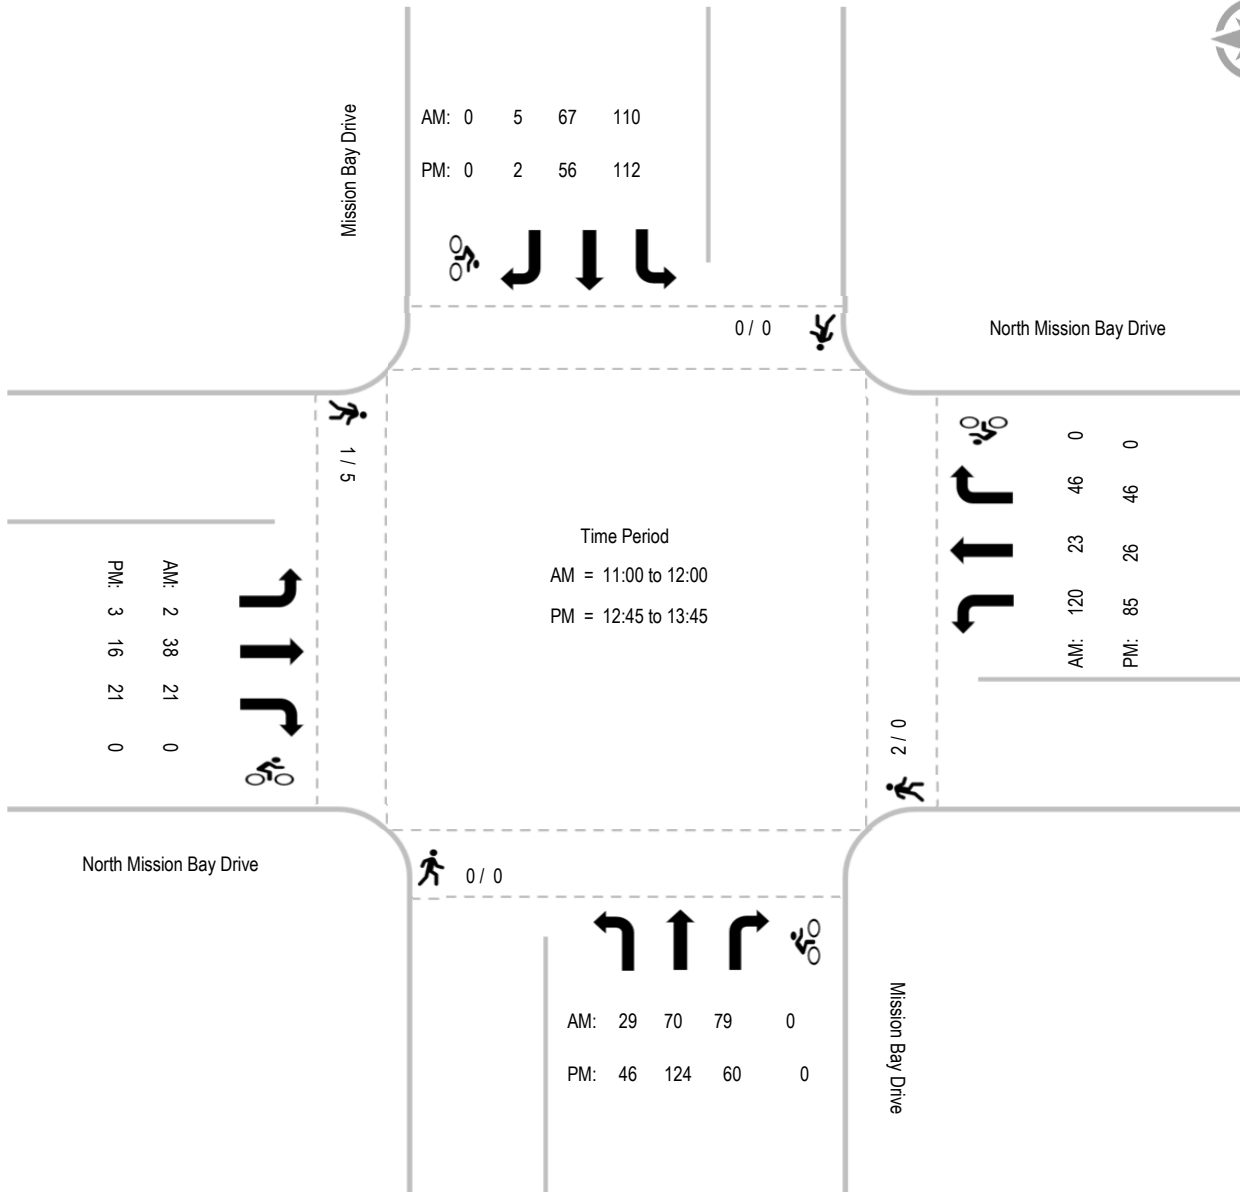 Mission Bay Drive
AM: 0 5 67 110
PM: 0 2 56 112
0 / 0
North Mission Bay Drive
1 / 5
AM: 2 38 21 0
PM: 3 16 21 0
Time Period
AM = 11:00 to 12:00
PM = 12:45 to 13:45
AM: 120 23 46 0
PM: 85 26 46 0
2 / 0
North Mission Bay Drive
0 / 0
AM: 29 70 79 0
PM: 46 124 60 0
Mission Bay Drive